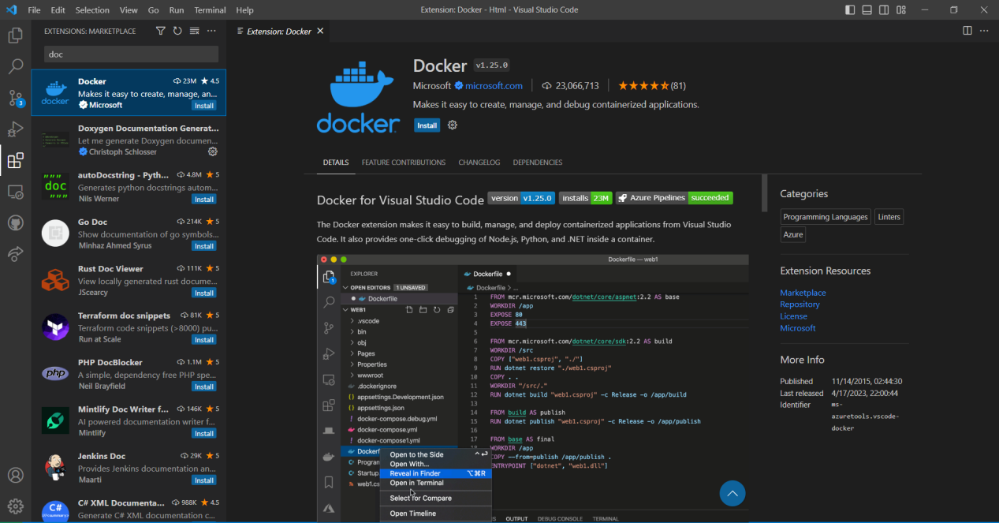 File Edit Selection View Go Run Terminal Help
Extension: Docker - Html - Visual Studio Code
EXTENSIONS: MARKETPLACE
Extension: Docker
doc
3
docker
Docker 23M 4.5
Makes it easy to create, manage, an...
Microsoft Install
Doxygen Documentation Generat...
Let me generate Doxygen documen...
Christoph Schlosser
doc
autoDocstring - Pyth... 4.8M 5
Generates python docstrings autom...
Nils Werner Install
Go Doc 214K 5
Show documentation of go symbols...
Minhaz Ahmed Syrus Install
Rust Doc Viewer 111K 5
View locally generated rust docume...
JScearcy Install
Terraform doc snippets 81K 5
Terraform code snippets (>8000) pu...
Run at Scale Install
php
PHP DocBlocker 1.1M 5
A simple, dependency free PHP spe...
Neil Brayfield Install
Mintlify Doc Writer f... 146K 5
AI powered documentation writer f...
Mintlify Install
Jenkins Doc 29K 5
Provides Jenkins documentation an...
Maarti Install
C#
C# XML Documenta... 988K 4.5
Generate C# XML documentation c...
docker
Docker v1.25.0
Microsoft microsoft.com 23,066,713 (81)
Makes it easy to create, manage, and debug containerized applications.
Install
DETAILS FEATURE CONTRIBUTIONS CHANGELOG DEPENDENCIES
Docker for Visual Studio Code version v1.25.0 installs 23M Azure Pipelines succeeded
The Docker extension makes it easy to build, manage, and deploy containerized applications from Visual Studio
Code. It also provides one-click debugging of Node.js, Python, and .NET inside a container.
Dockerfile — web1
1
EXPLORER
OPEN EDITORS 1 UNSAVED
Dockerfile
WEB1
.vscode
bin
obj
Pages
Properties
wwwroot
.dockerignore
appsettings.Development.json
appsettings.json
docker-compose.debug.yml
docker-compose.yml
docker-compose1.yml
Dockerf
Program
Startup
web1.cs
Open to the Side ^↩
Open With...
Reveal in Finder ⌥⌘R
Open in Terminal
Select for Compare
Open Timeline
Dockerfile
Dockerfile > ...
1 FROM mcr.microsoft.com/dotnet/core/aspnet:2.2 AS base
2 WORKDIR /app
3 EXPOSE 80
4 EXPOSE 443
5
6 FROM mcr.microsoft.com/dotnet/core/sdk:2.2 AS build
7 WORKDIR /src
8 COPY ["web1.csproj", "./"]
9 RUN dotnet restore "./web1.csproj"
10 COPY . .
11 WORKDIR "/src/."
12 RUN dotnet build "web1.csproj" -c Release -o /app/build
13
14 FROM build AS publish
15 RUN dotnet publish "web1.csproj" -c Release -o /app/publish
16
17 FROM base AS final
WORKDIR /app
COPY --from=publish /app/publish .
ENTRYPOINT ["dotnet", "web1.dll"]
OUTPUT DEBUG CONSOLE TERMINAL
Categories
Programming Languages Linters
Azure
Extension Resources
Marketplace
Repository
License
Microsoft
More Info
Published 11/14/2015, 02:44:30
Last released 4/17/2023, 22:00:44
Identifier ms-
azuretools.vscode-
docker